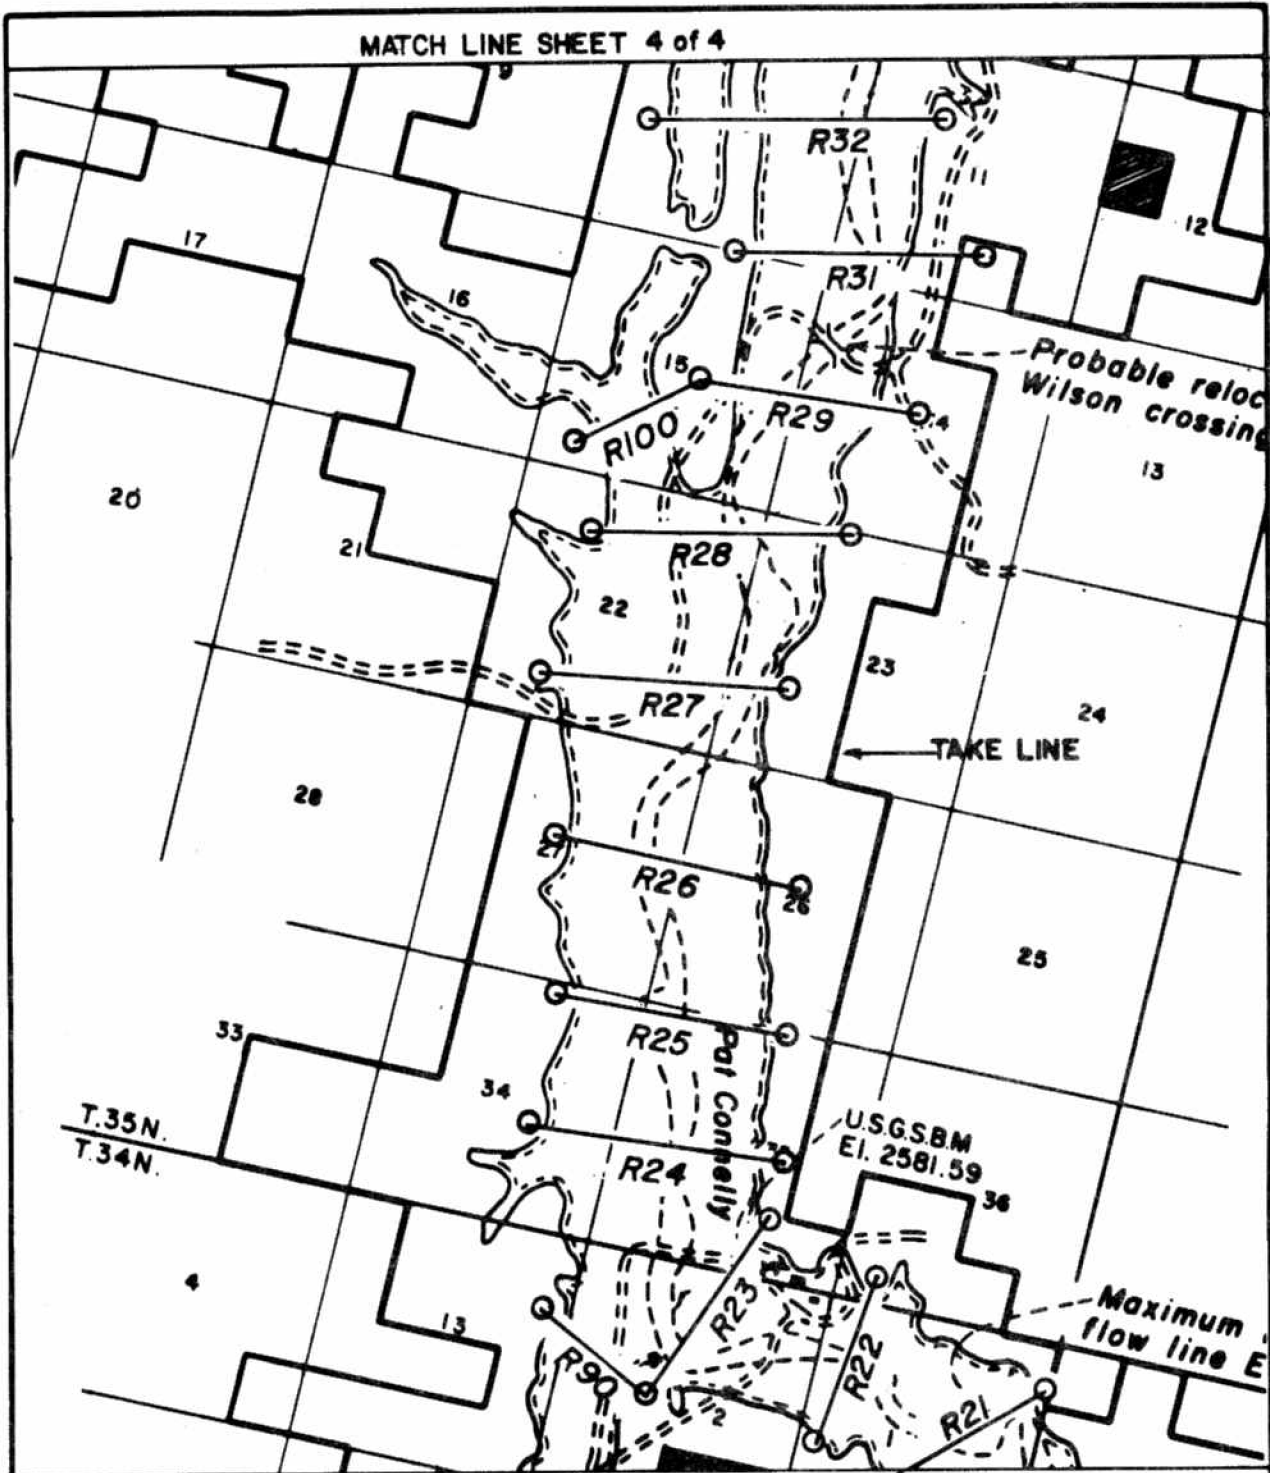 MATCH LINE SHEET 4 of 4
9
R32
11
12
17
R31
16
Probable reloc
Wilson crossing
15
R29
14
R100
13
20
21
R28
22
23
24
R27
TAKE LINE
28
27
R26
26
25
R25
33
Pat Connelly
34
U.S.G.S.B.M
El. 2581.59
T.35N.
T.34N.
R24
36
4
R23
Maximum
flow line E
13
R22
R90
2
R21